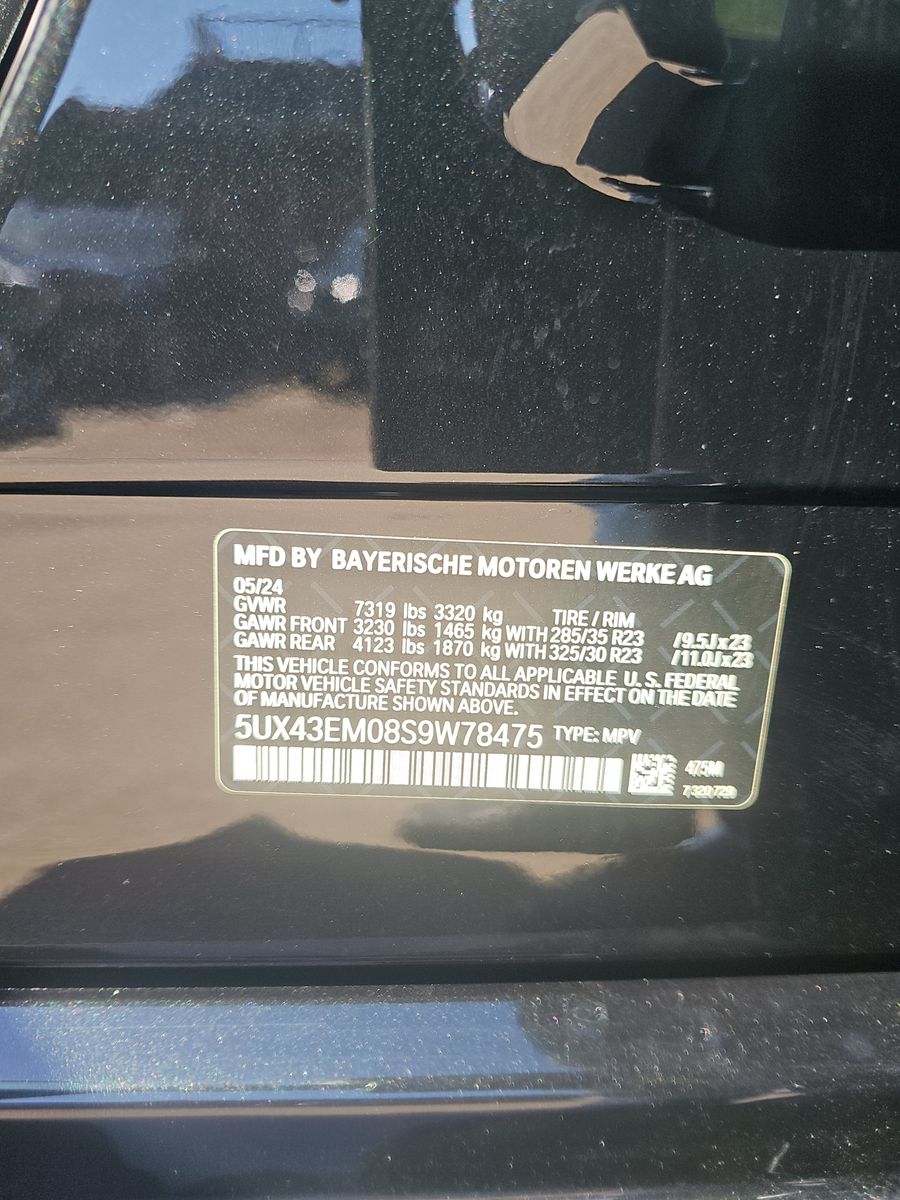 MFD BY BAYERISCHE MOTOREN WERKE AG
05/24
GVWR 7319 lbs 3320 kg TIRE / RIM
GAWR FRONT 3230 lbs 1465 kg WITH 285/35 R23 /9.5Jx23
GAWR REAR 4123 lbs 1870 kg WITH 325/30 R23 /11.0Jx23
THIS VEHICLE CONFORMS TO ALL APPLICABLE U. S. FEDERAL
MOTOR VEHICLE SAFETY STANDARDS IN EFFECT ON THE DATE
OF MANUFACTURE SHOWN ABOVE.
5UX43EM08S9W78475 TYPE: MPV
475M
7 320 729